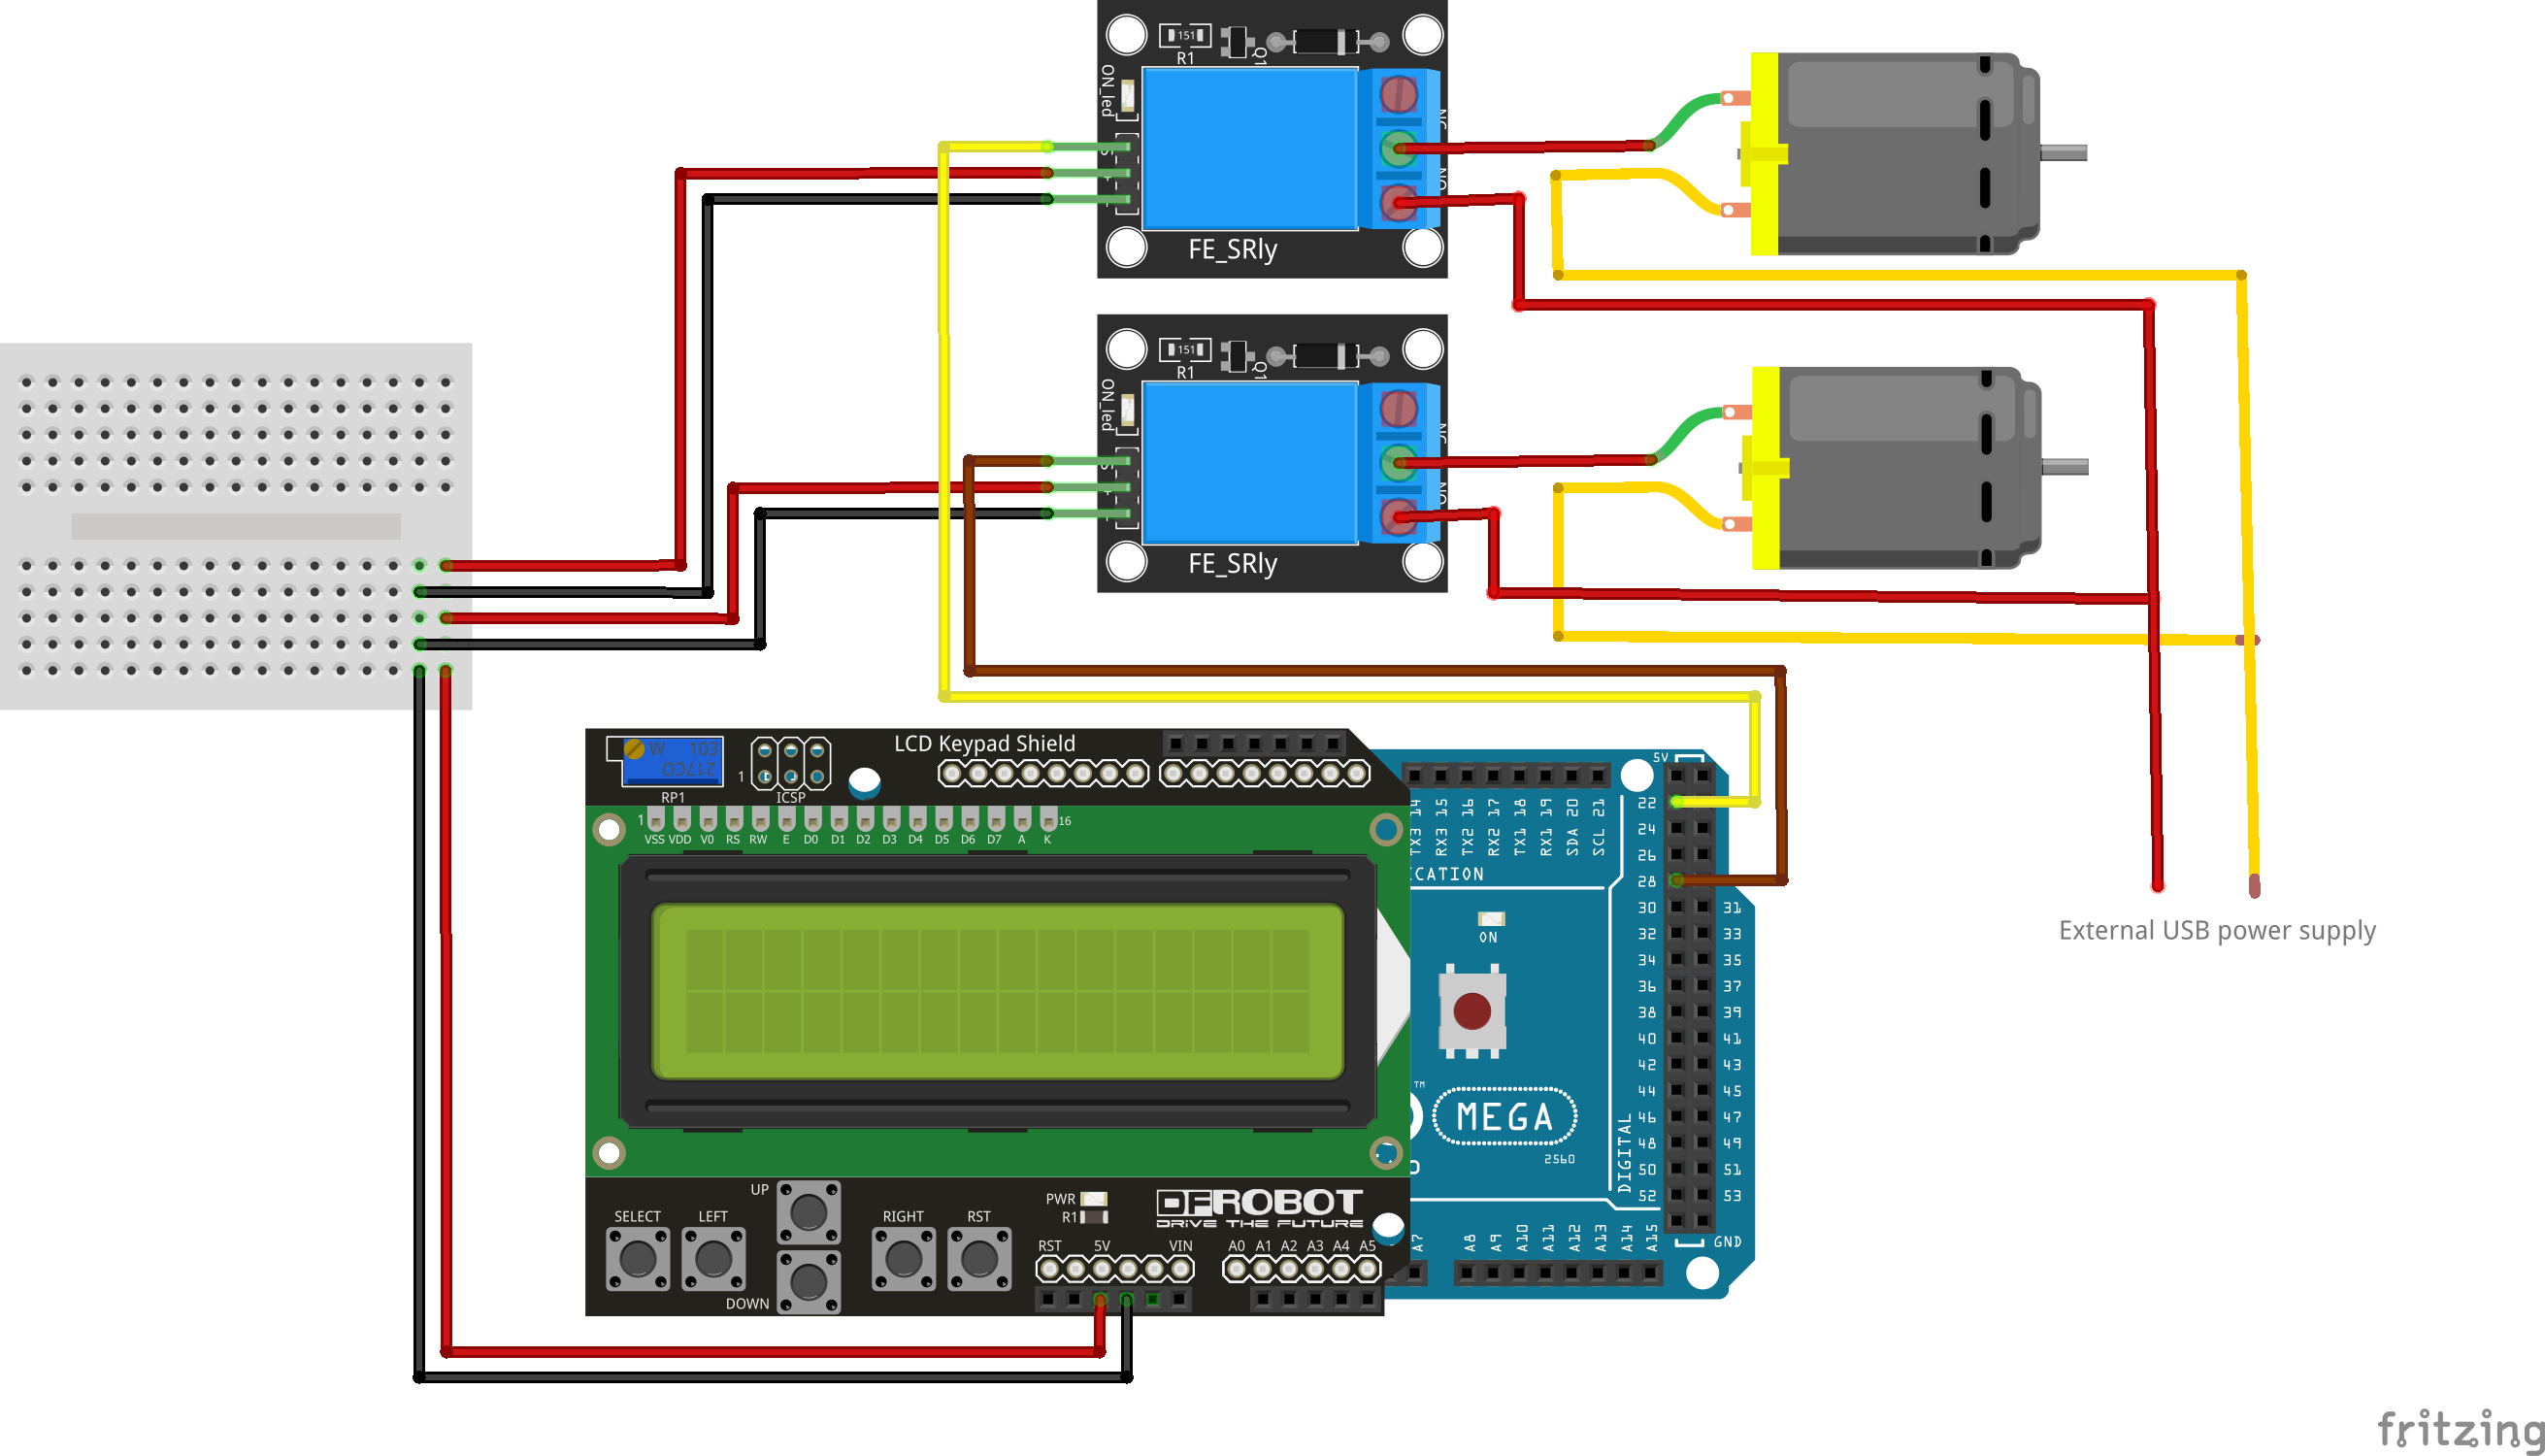 151
R1
Q1
ON_led
S
+
-
NC
NO
FE_SRly
151
R1
Q1
ON_led
S
+
-
NC
NO
FE_SRly
LCD Keypad Shield
W 103
217CO
RP1
1
ICSP
1
16
VSS VDD V0 RS RW E D0 D1 D2 D3 D4 D5 D6 D7 A K
5V
TX3 14
RX3 15
TX2 16
RX2 17
TX1 18
RX1 19
SDA 20
SCL 21
ICATION
22
24
26
28
30 31
32 33
34 35
36 37
38 39
40 41
42 43
44 45
46 47
48 49
50 51
52 53
GND
ON
External USB power supply
TM
MEGA
2560
DIGITAL
O
UP
SELECT LEFT RIGHT RST
DOWN
PWR
R1
DFROBOT
DRIVE THE FUTURE
RST 5V VIN A0 A1 A2 A3 A4 A5
A7 A8 A9 A10 A11 A12 A13 A14 A15
fritzing